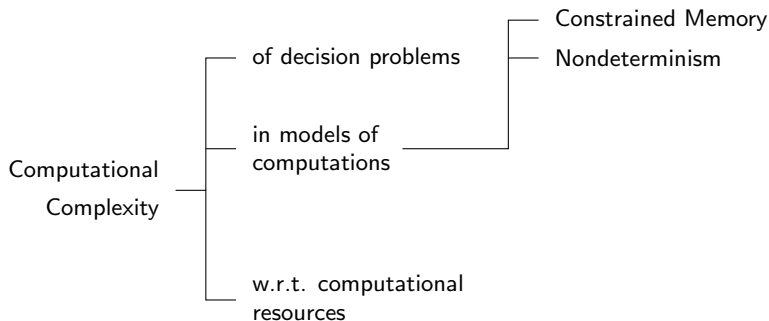 Computational
Complexity
of decision problems
in models of
computations
w.r.t. computational
resources
Constrained Memory
Nondeterminism